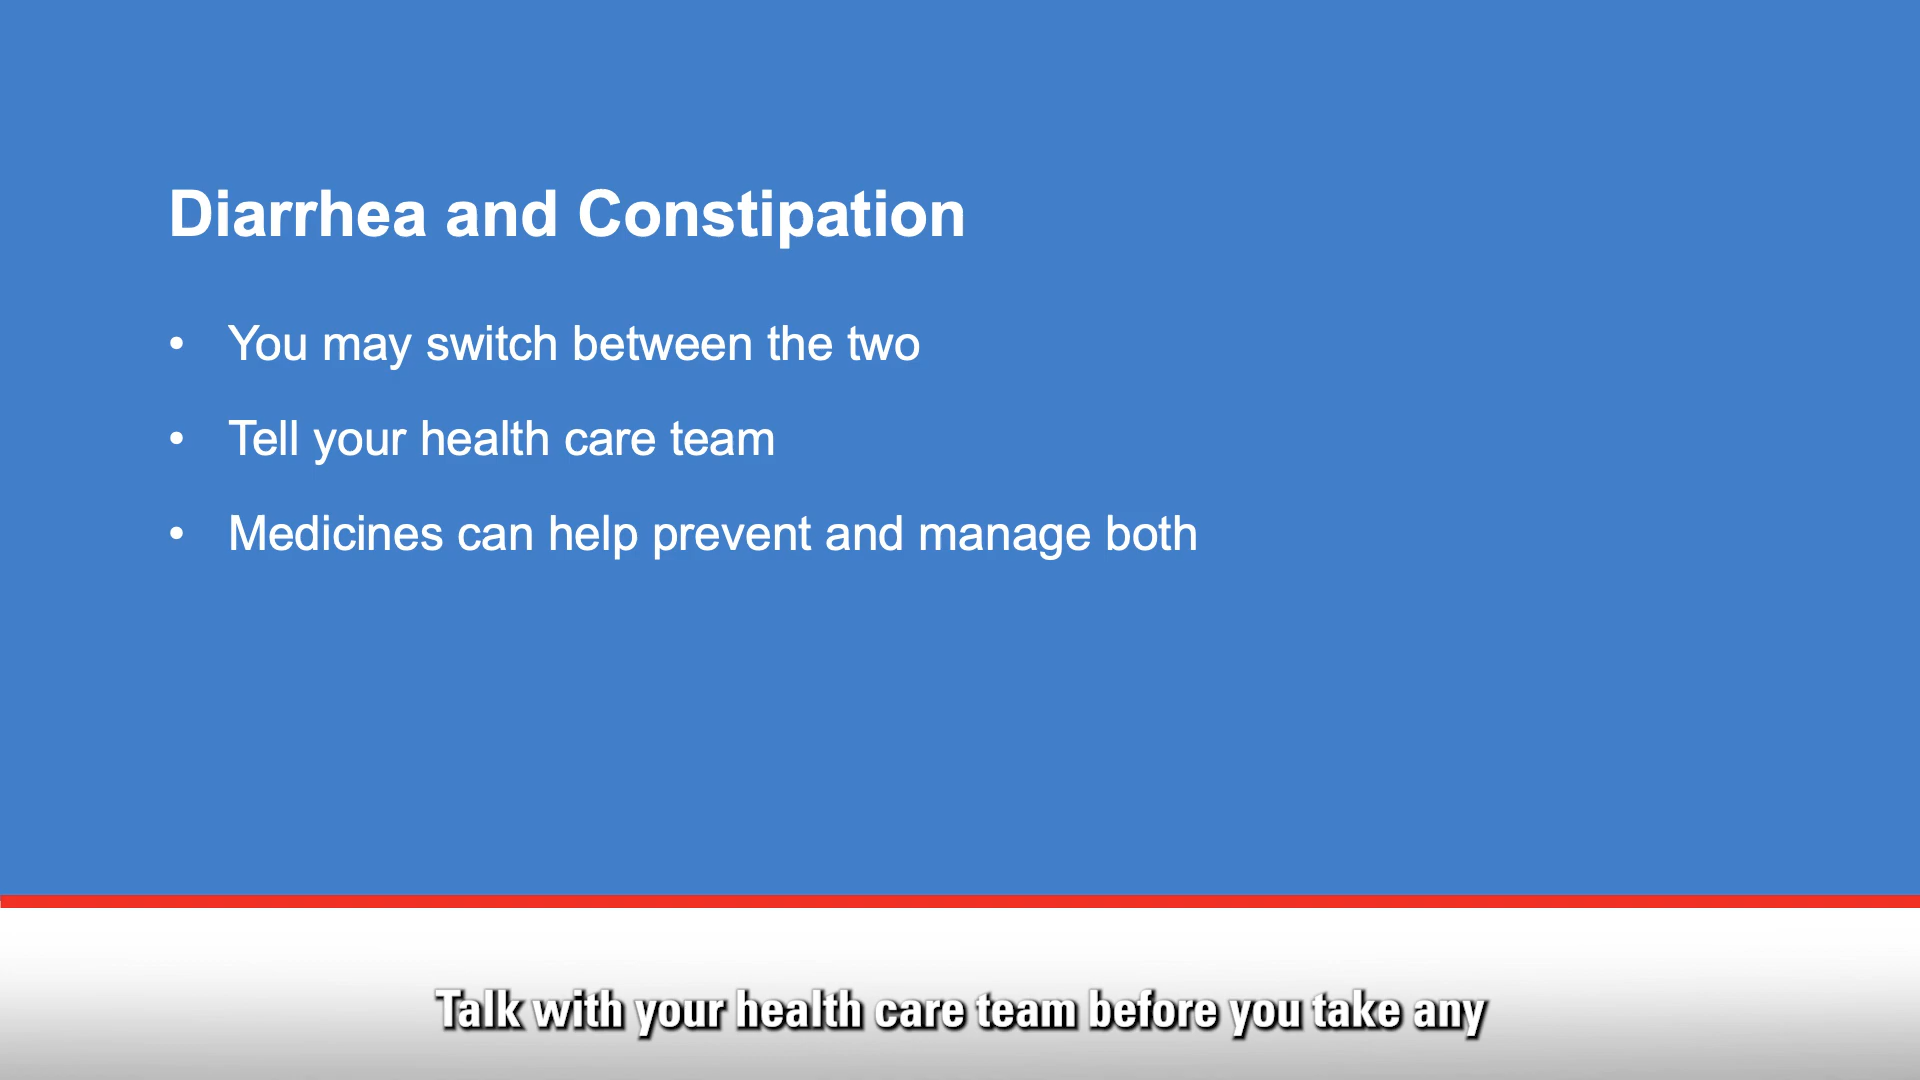 Diarrhea and Constipation
• You may switch between the two
• Tell your health care team
• Medicines can help prevent and manage both
Talk with your health care team before you take any